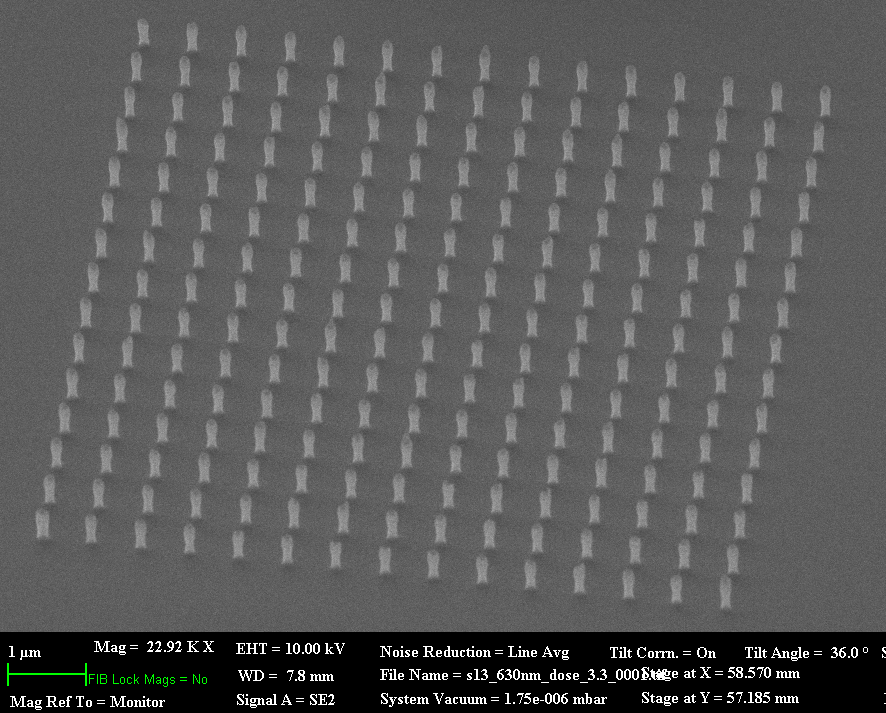 1 µm
Mag = 22.92 K X
EHT = 10.00 kV
Noise Reduction = Line Avg
Tilt Corrn. = On
Tilt Angle = 36.0 °
S
FIB Lock Mags = No
WD = 7.8 mm
File Name = s13_630nm_dose_3.3_0001
Stage at X = 58.570 mm
Mag Ref To = Monitor
Signal A = SE2
System Vacuum = 1.75e-006 mbar
Stage at Y = 57.185 mm